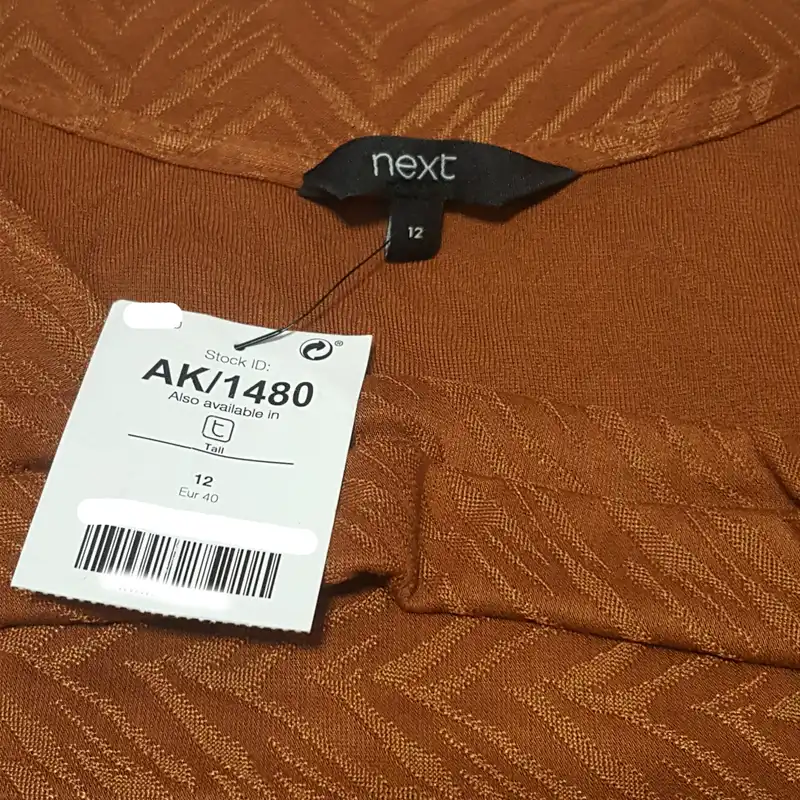 next
12
Stock ID:
AK/1480
Also available in
t
Tall
12
Eur 40